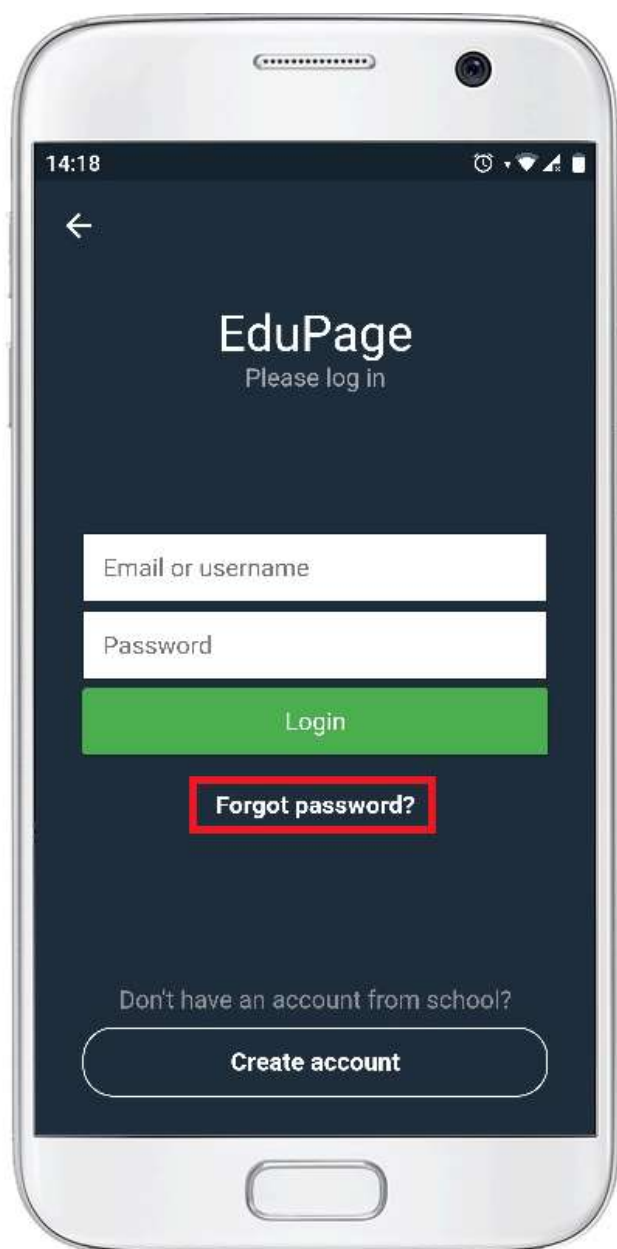 14:18
EduPage
Please log in
Email or username
Password
Login
Forgot password?
Don't have an account from school?
Create account